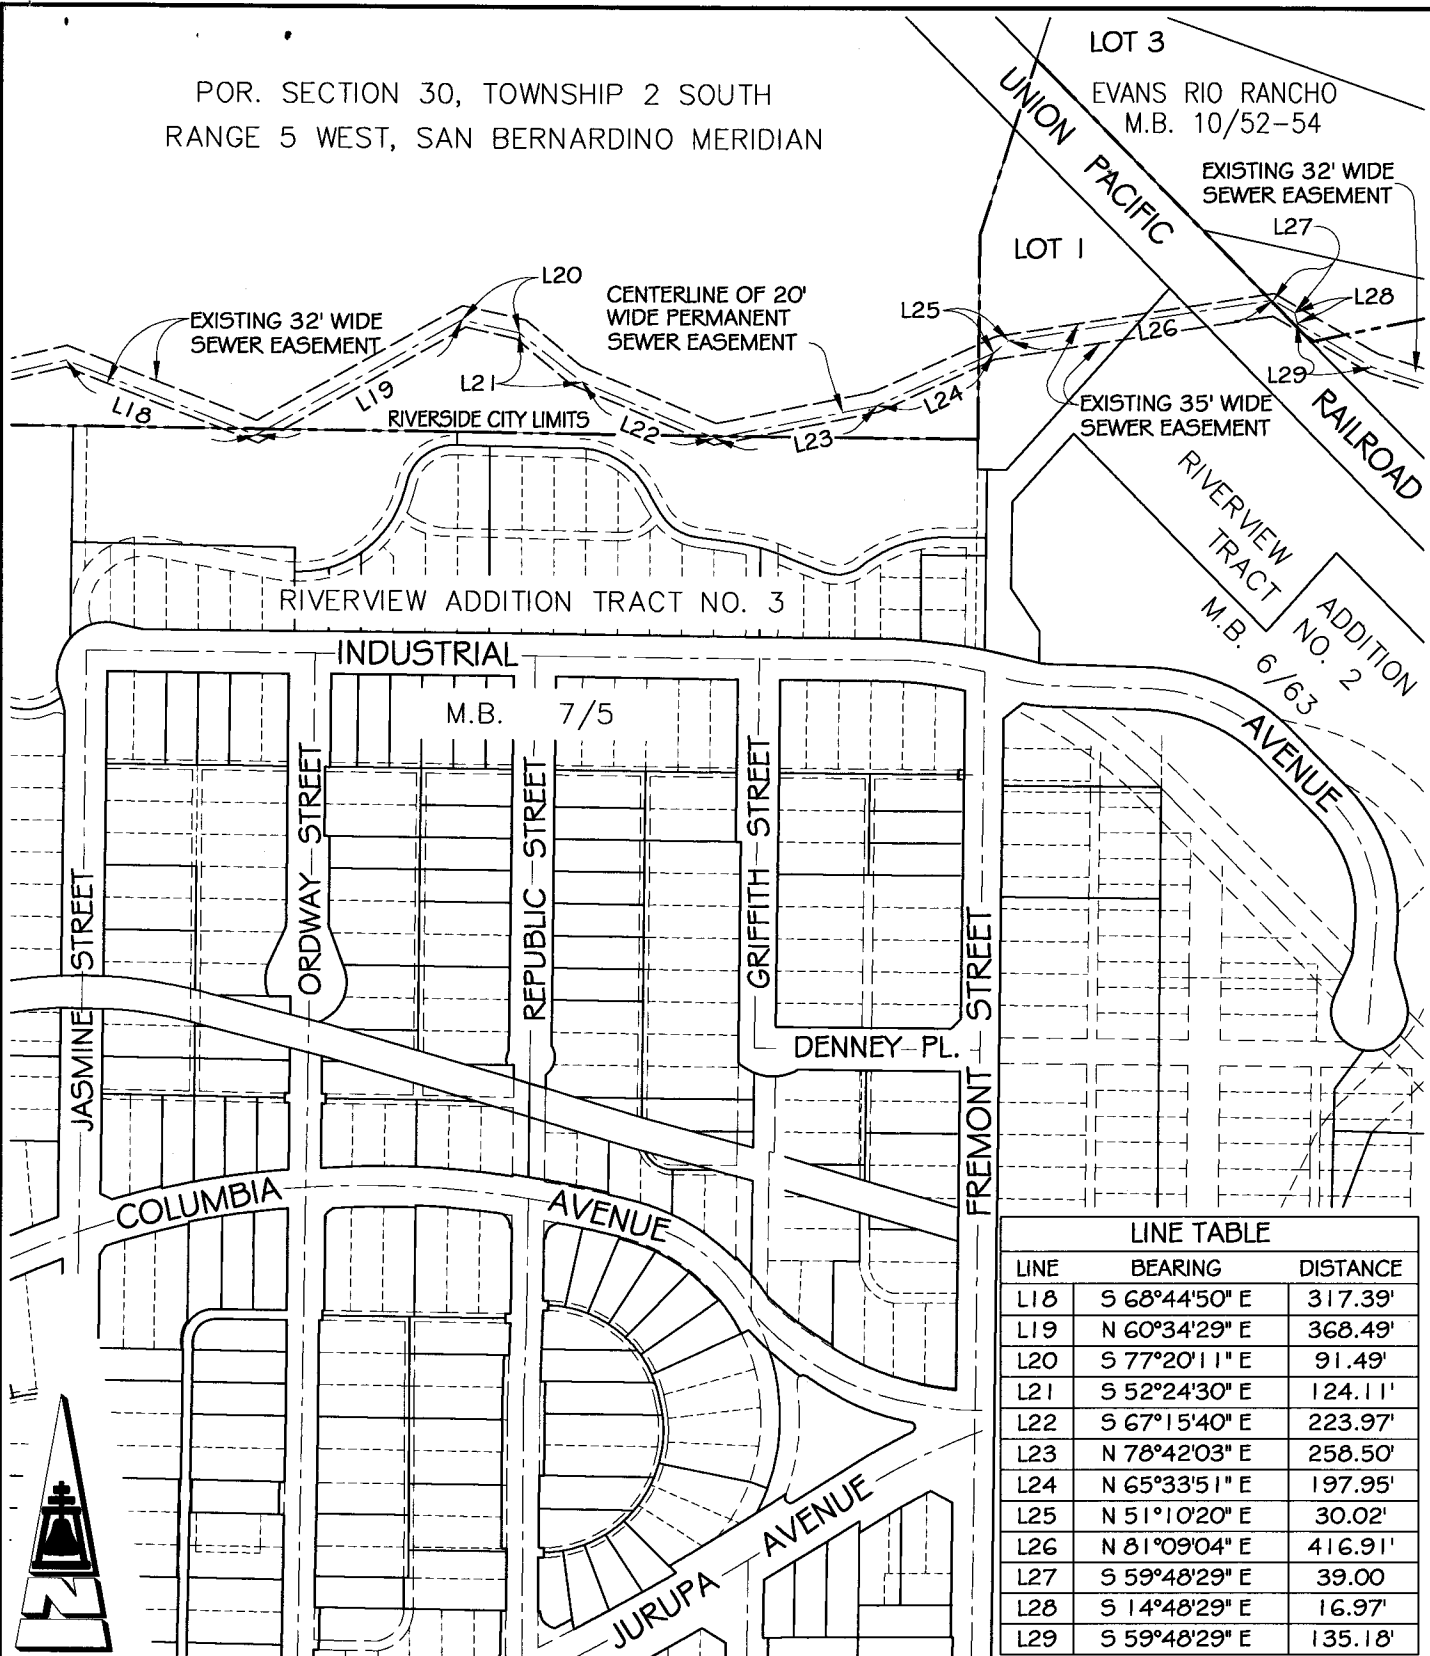 POR. SECTION 30, TOWNSHIP 2 SOUTH
RANGE 5 WEST, SAN BERNARDINO MERIDIAN
LOT 3
EVANS RIO RANCHO
M.B. 10/52-54
UNION PACIFIC RAILROAD
EXISTING 32' WIDE
SEWER EASEMENT
L27
LOT 1
L28
L20
CENTERLINE OF 20'
WIDE PERMANENT
SEWER EASEMENT
L25
EXISTING 32' WIDE
SEWER EASEMENT
L26
L29
L21
L19
L18
L24
EXISTING 35' WIDE
SEWER EASEMENT
RIVERSIDE CITY LIMITS
L22
L23
RIVERVIEW
TRACT
M.B. 6/63
ADDITION
NO. 2
RIVERVIEW ADDITION TRACT NO. 3
INDUSTRIAL
AVENUE
M.B. 7/5
JASMINE STREET
ORDWAY STREET
REPUBLIC STREET
GRIFFITH STREET
FREMONT STREET
DENNEY PL.
COLUMBIA
AVENUE
JURUPA AVENUE
LINE TABLE
LINE BEARING DISTANCE
L18 S 68°44'50" E 317.39'
L19 N 60°34'29" E 368.49'
L20 S 77°20'11" E 91.49'
L21 S 52°24'30" E 124.11'
L22 S 67°15'40" E 223.97'
L23 N 78°42'03" E 258.50'
L24 N 65°33'51" E 197.95'
L25 N 51°10'20" E 30.02'
L26 N 81°09'04" E 416.91'
L27 S 59°48'29" E 39.00
L28 S 14°48'29" E 16.97'
L29 S 59°48'29" E 135.18'
N